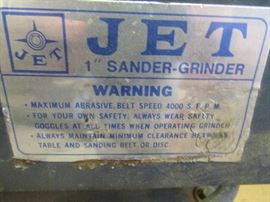 JET
JET
1" SANDER-GRINDER
WARNING
• MAXIMUM ABRASIVE BELT SPEED 4000 S.F.P.M.
• FOR YOUR OWN SAFETY, ALWAYS WEAR SAFETY
GOGGLES AT ALL TIMES WHEN OPERATING GRINDER
• ALWAYS MAINTAIN MINIMUM CLEARANCE BETWEEN
TABLE AND SANDING BELT OR DISC.